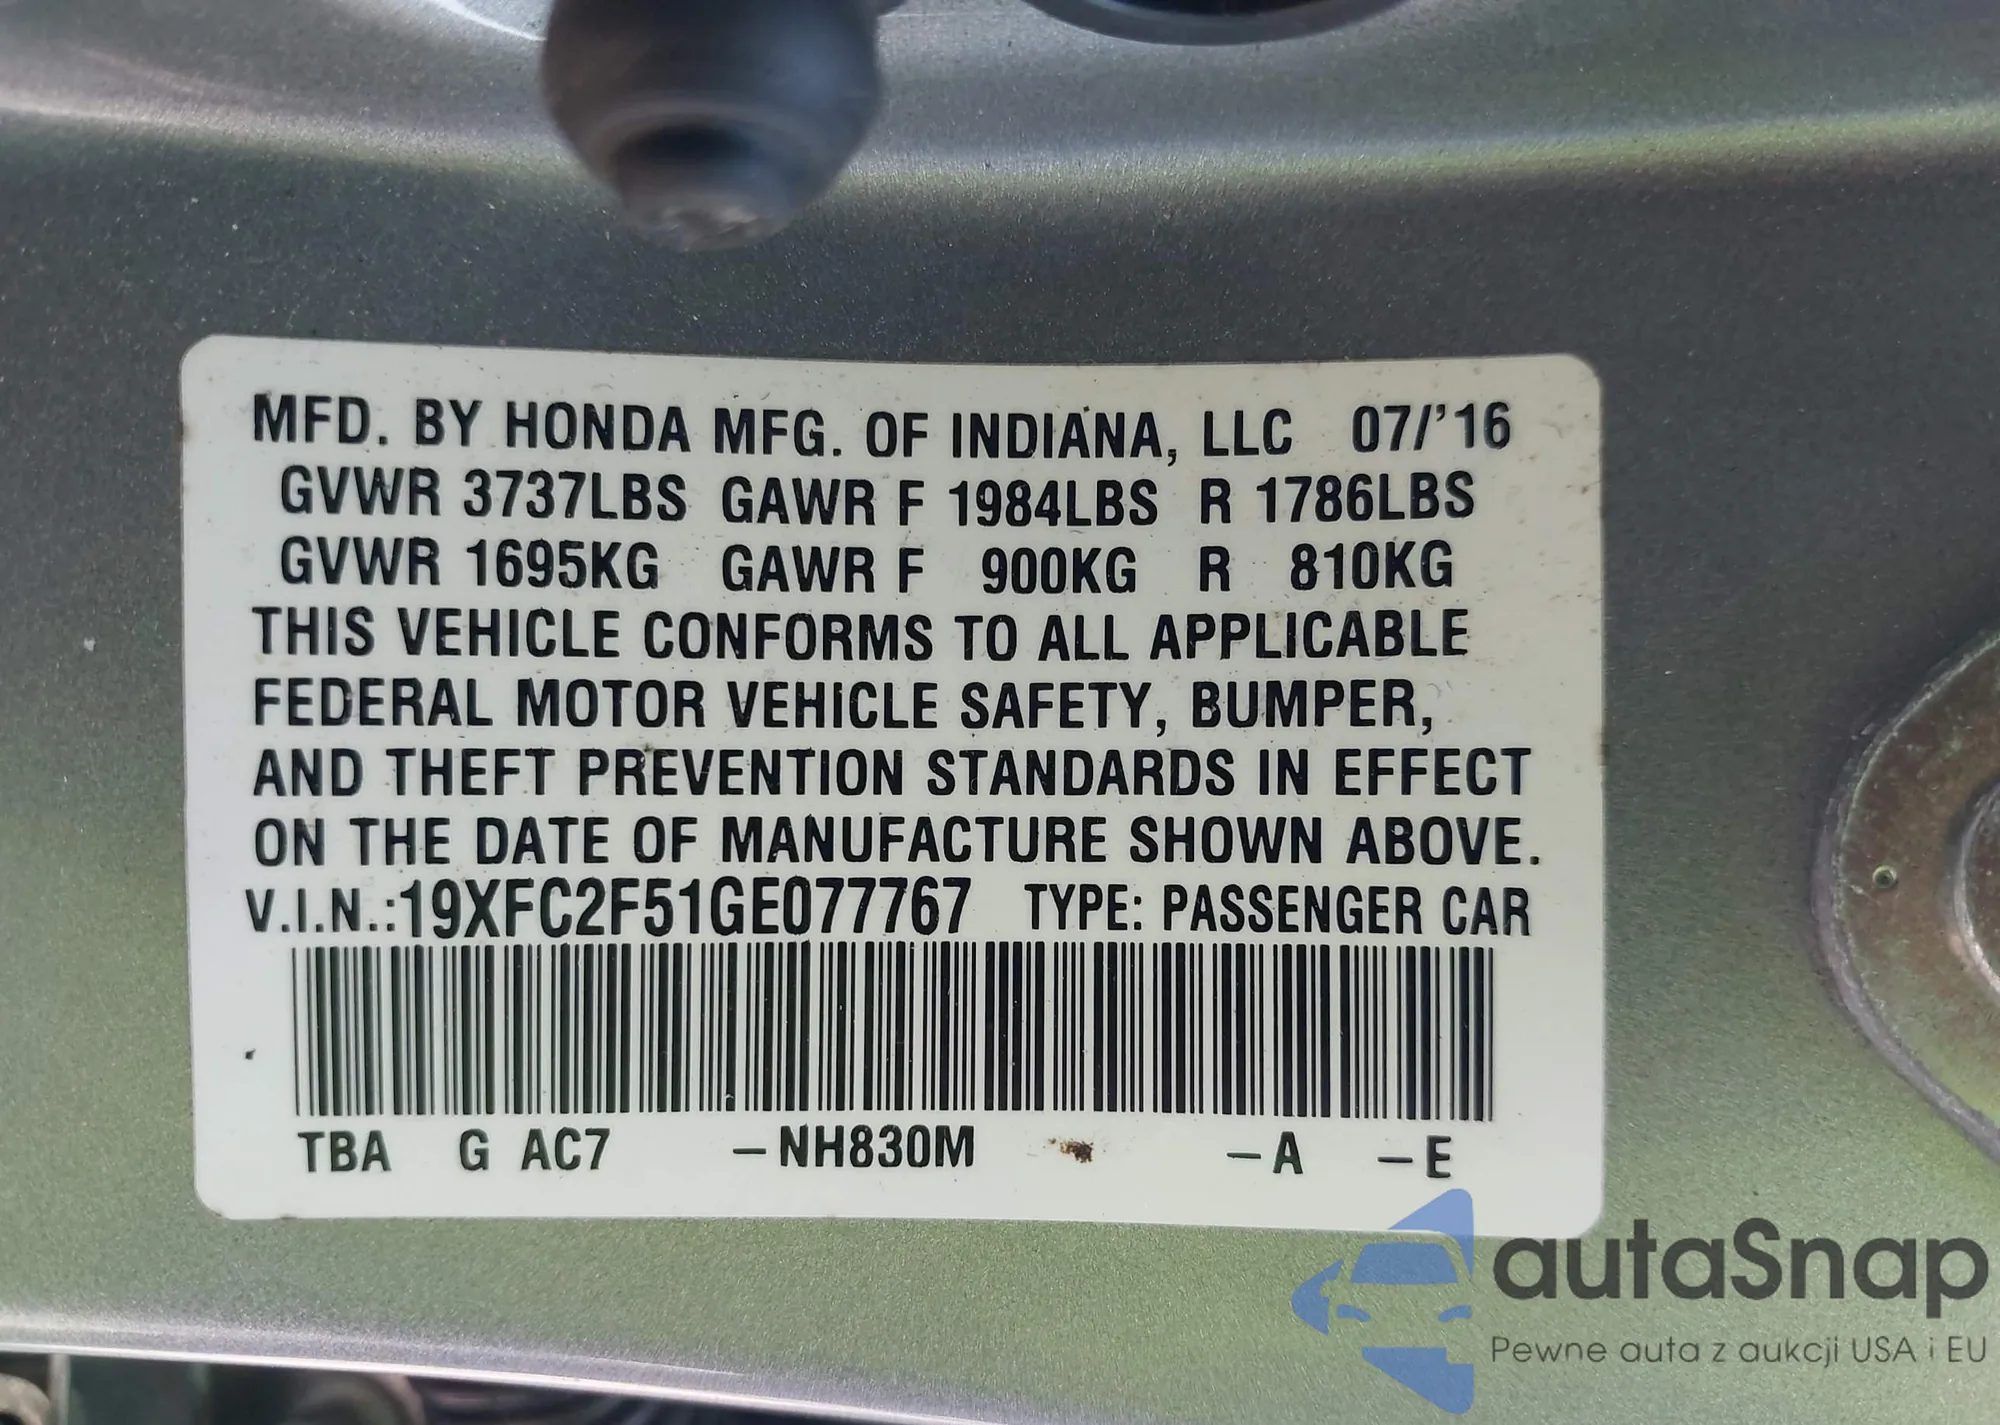 MFD. BY HONDA MFG. OF INDIANA, LLC 07/'16
GVWR 3737LBS GAWR F 1984LBS R 1786LBS
GVWR 1695KG GAWR F 900KG R 810KG
THIS VEHICLE CONFORMS TO ALL APPLICABLE
FEDERAL MOTOR VEHICLE SAFETY, BUMPER,
AND THEFT PREVENTION STANDARDS IN EFFECT
ON THE DATE OF MANUFACTURE SHOWN ABOVE.
V.I.N.:19XFC2F51GE077767 TYPE: PASSENGER CAR
TBA G AC7 -NH830M -A -E
autaSnap
Pewne auta z aukcji USA i EU